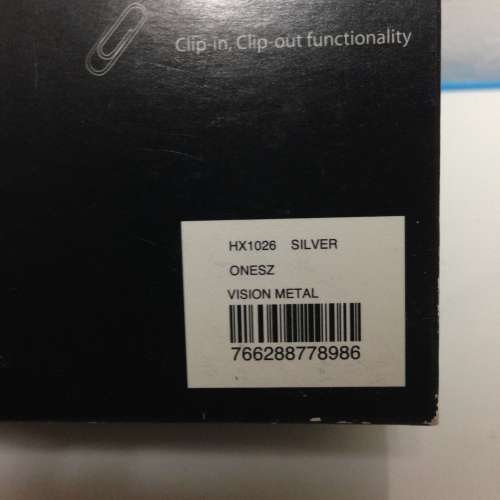 Clip-in, Clip-out functionality
HX1026 SILVER
ONESZ
VISION METAL
766288778986